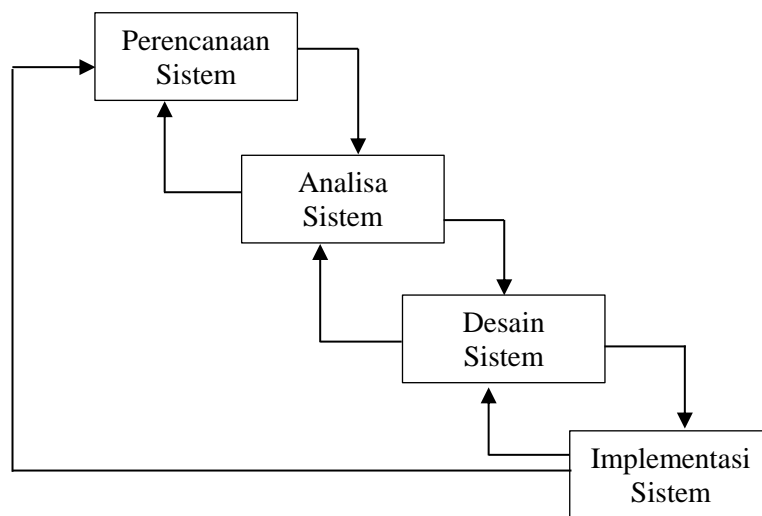 Perencanaan
Sistem
Analisa
Sistem
Desain
Sistem
Implementasi
Sistem